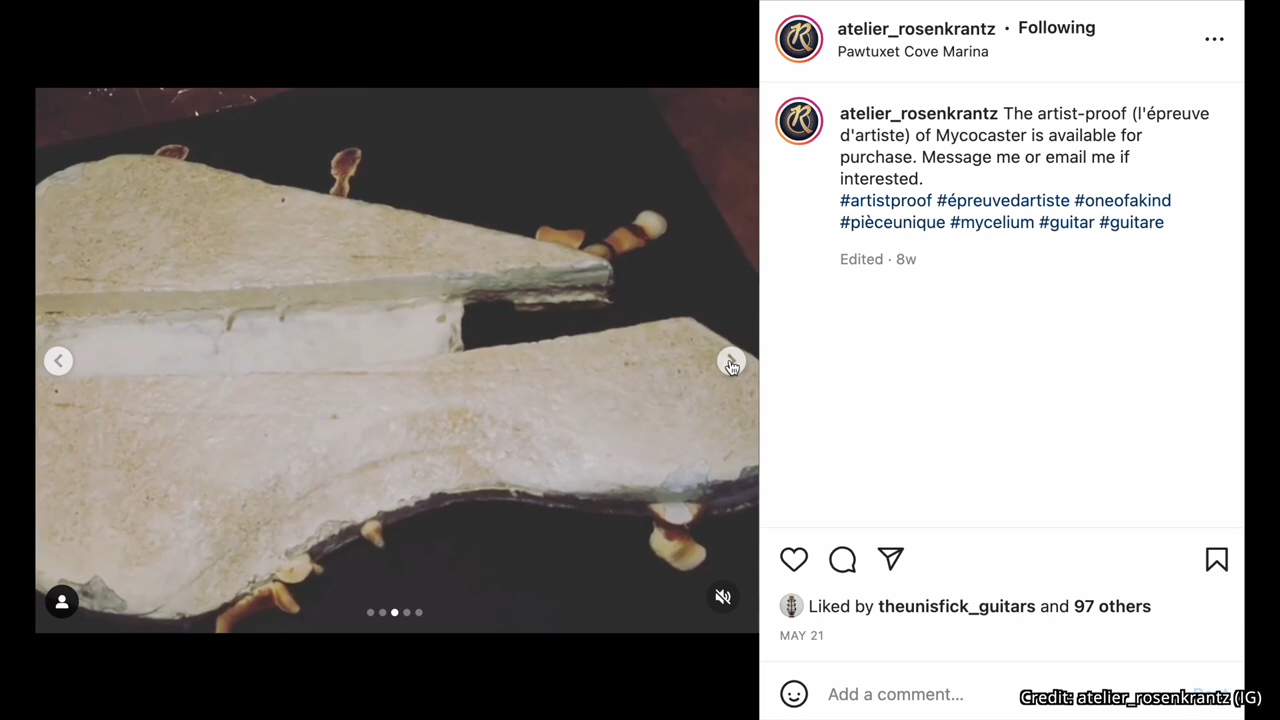 atelier_rosenkrantz • Following
Pawtuxet Cove Marina
atelier_rosenkrantz The artist-proof (l'épreuve
d'artiste) of Mycocaster is available for
purchase. Message me or email me if
interested.
#artistproof #épreuvedartiste #oneofakind
#pièceunique #mycelium #guitar #guitare
Edited · 8w
Liked by theunisfick_guitars and 97 others
MAY 21
Add a comment...
Credit: atelier_rosenkrantz (IG)